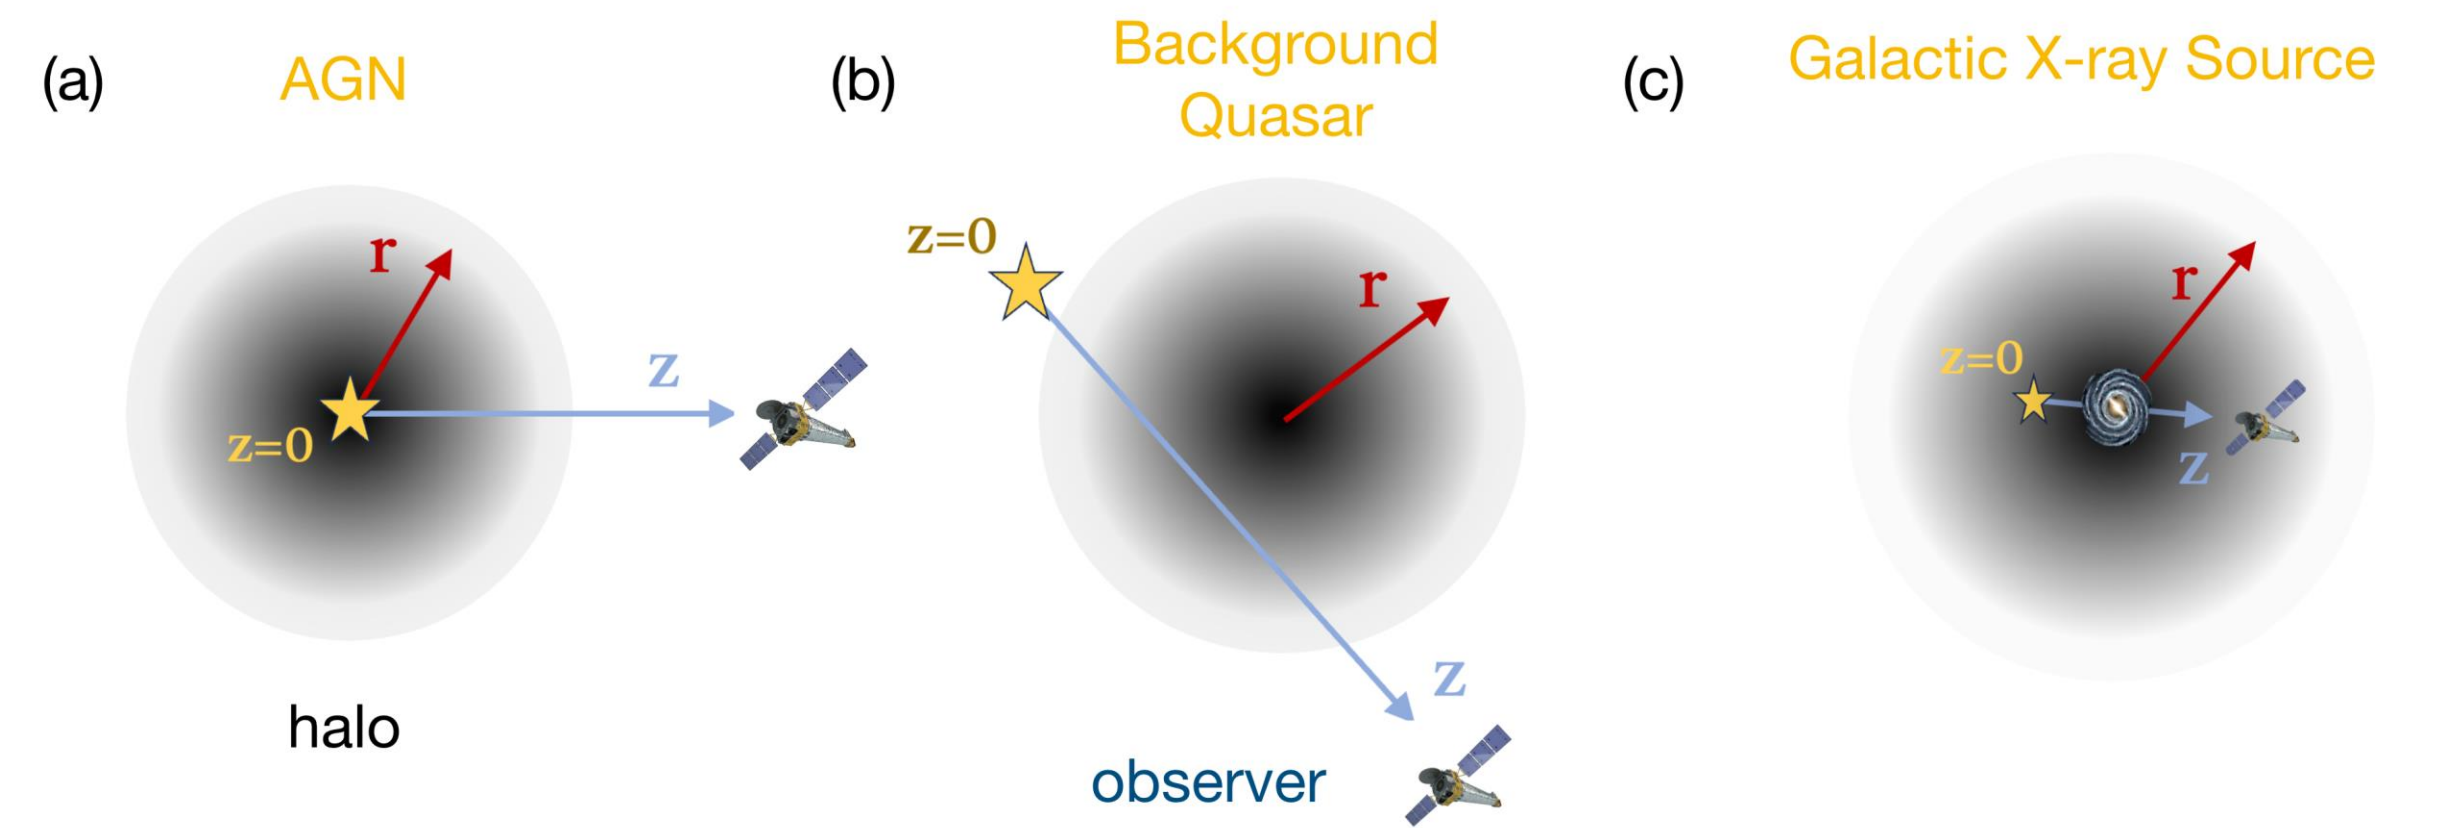 (a)
AGN
r
z
z=0
halo
(b)
Background
Quasar
z=0
r
z
observer
(c)
Galactic X-ray Source
r
z=0
z